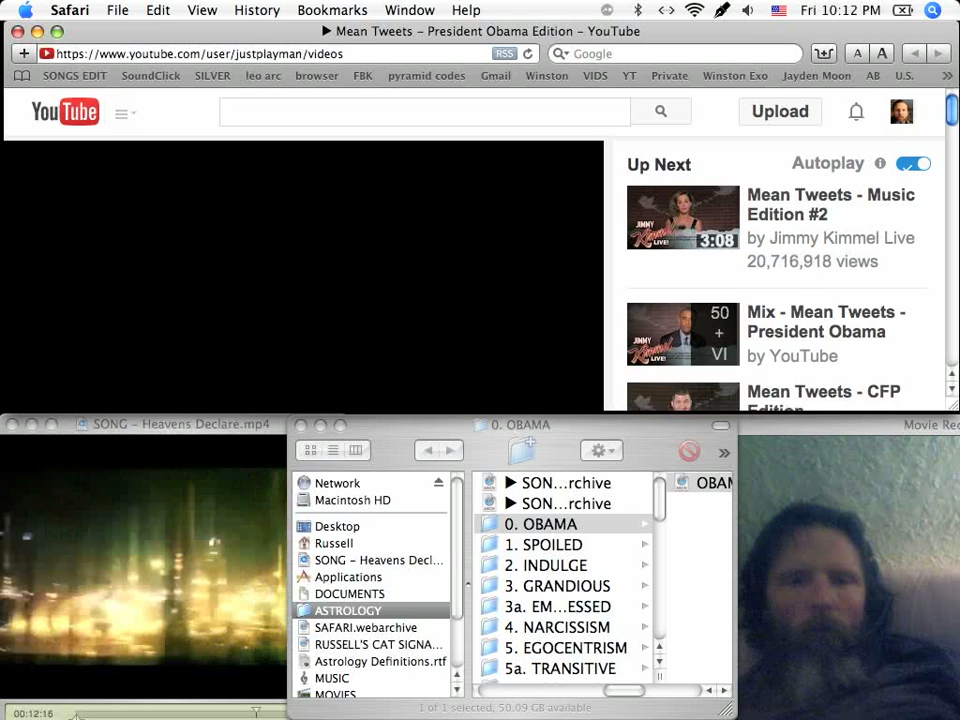 Safari File Edit View History Bookmarks Window Help Fri 10:12 PM
▶ Mean Tweets – President Obama Edition – YouTube
https://www.youtube.com/user/justplayman/videos RSS Google A A
SONGS EDIT SoundClick SILVER leo arc browser FBK pyramid codes Gmail Winston VIDS YT Private Winston Exo Jayden Moon AB U.S. »
YouTube Upload
Up Next Autoplay
Mean Tweets - Music
Edition #2
by Jimmy Kimmel Live
20,716,918 views
JIMMY
KIMMEL
LIVE!
3:08
Mix - Mean Tweets -
President Obama
by YouTube
JIMMY
KIMMEL
LIVE!
50
+
VI
Mean Tweets - CFP
Edition
SONG – Heavens Declare.mp4
00:12:16
0. OBAMA
Network
Macintosh HD
Desktop
Russell
SONG – Heavens Decl...
Applications
DOCUMENTS
ASTROLOGY
SAFARI.webarchive
RUSSELL'S CAT SIGNA...
Astrology Definitions.rtf
MUSIC
MOVIES
▶ SON...rchive
▶ SON...rchive
0. OBAMA
1. SPOILED
2. INDULGE
3. GRANDIOUS
3a. EM...ESSED
4. NARCISSISM
5. EGOCENTRISM
5a. TRANSITIVE
OBAM
1 of 1 selected, 50.09 GB available
Movie Rec